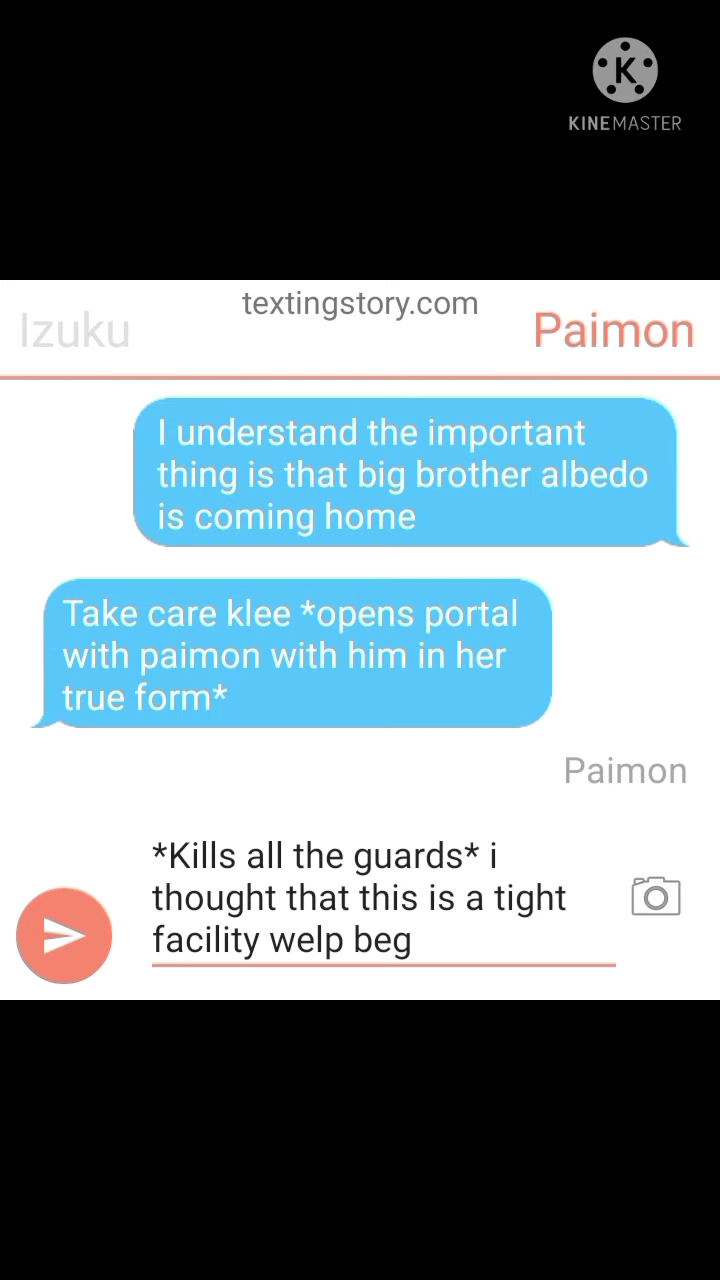 K
KINEMASTER
textingstory.com
Izuku
Paimon
I understand the important
thing is that big brother albedo
is coming home
Take care klee *opens portal
with paimon with him in her
true form*
Paimon
*Kills all the guards* i
thought that this is a tight
facility welp beg